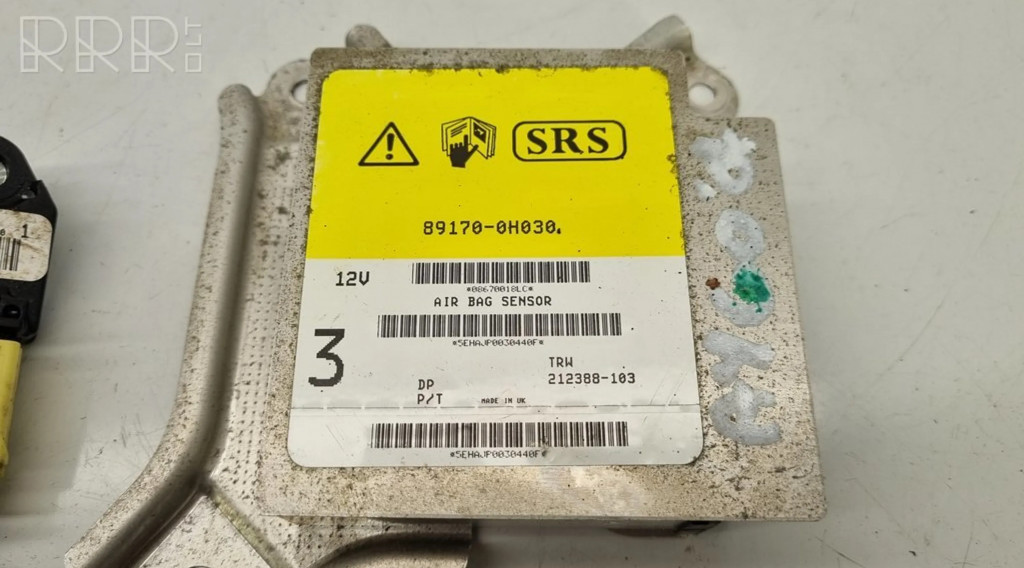 RRR.LT
1
SRS
89170-0H030.
12V
*08670018LC*
AIR BAG SENSOR
*5EHAJP0030440F*
3
TRW
DP
212388-103
P/T
MADE IN UK
*5EHAJP0030440F*